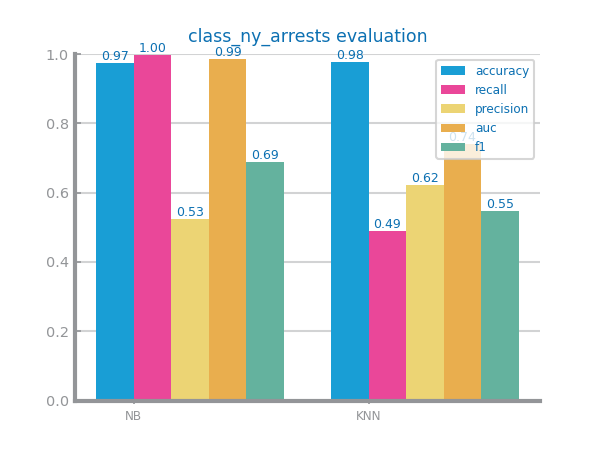 class_ny_arrests evaluation
1.0
0.8
0.6
0.4
0.2
0.0
0.97
1.00
0.53
0.99
0.69
0.98
0.49
0.62
0.74
0.55
accuracy
recall
precision
auc
f1
NB
KNN